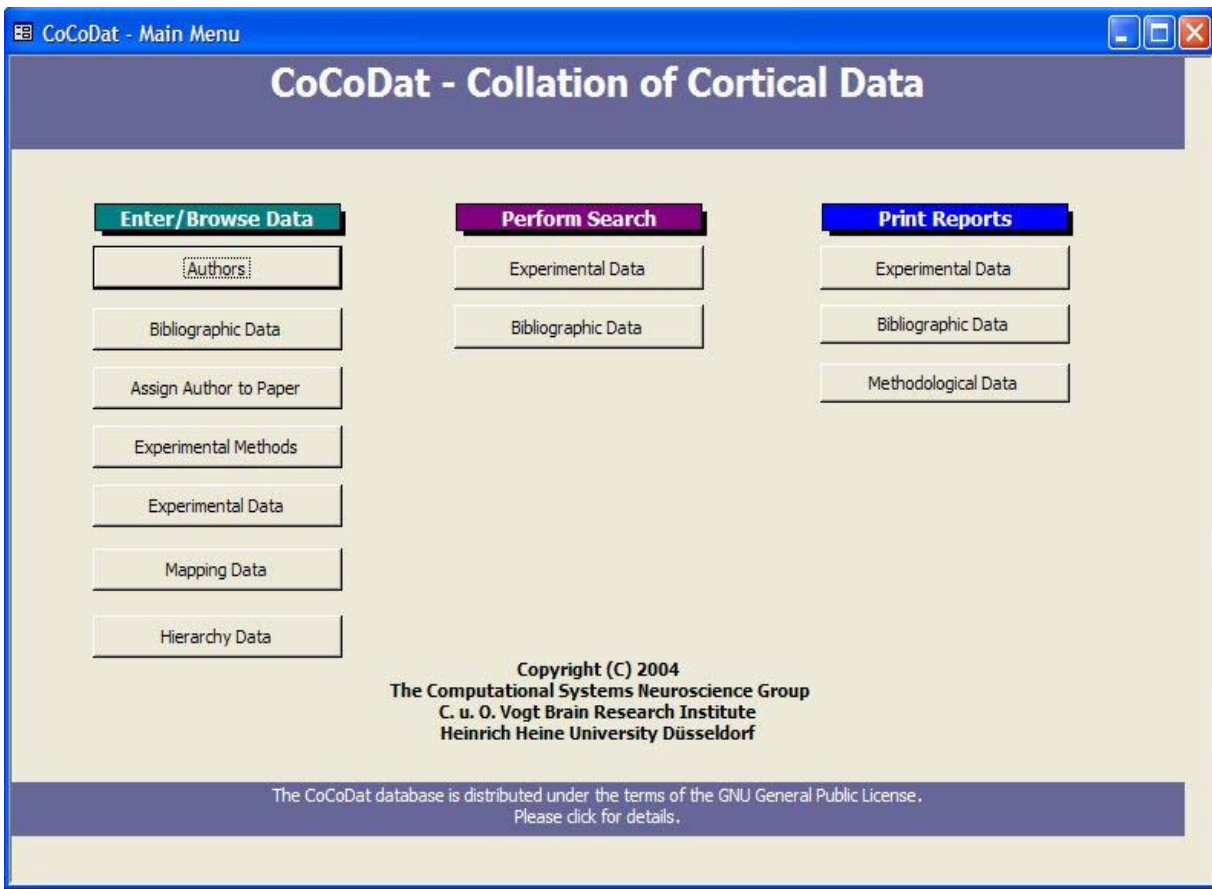 CoCoDat - Main Menu
CoCoDat - Collation of Cortical Data
Enter/Browse Data
Authors
Bibliographic Data
Assign Author to Paper
Experimental Methods
Experimental Data
Mapping Data
Hierarchy Data
Perform Search
Experimental Data
Bibliographic Data
Print Reports
Experimental Data
Bibliographic Data
Methodological Data
Copyright (C) 2004
The Computational Systems Neuroscience Group
C. u. O. Vogt Brain Research Institute
Heinrich Heine University Düsseldorf
The CoCoDat database is distributed under the terms of the GNU General Public License.
Please click for details.